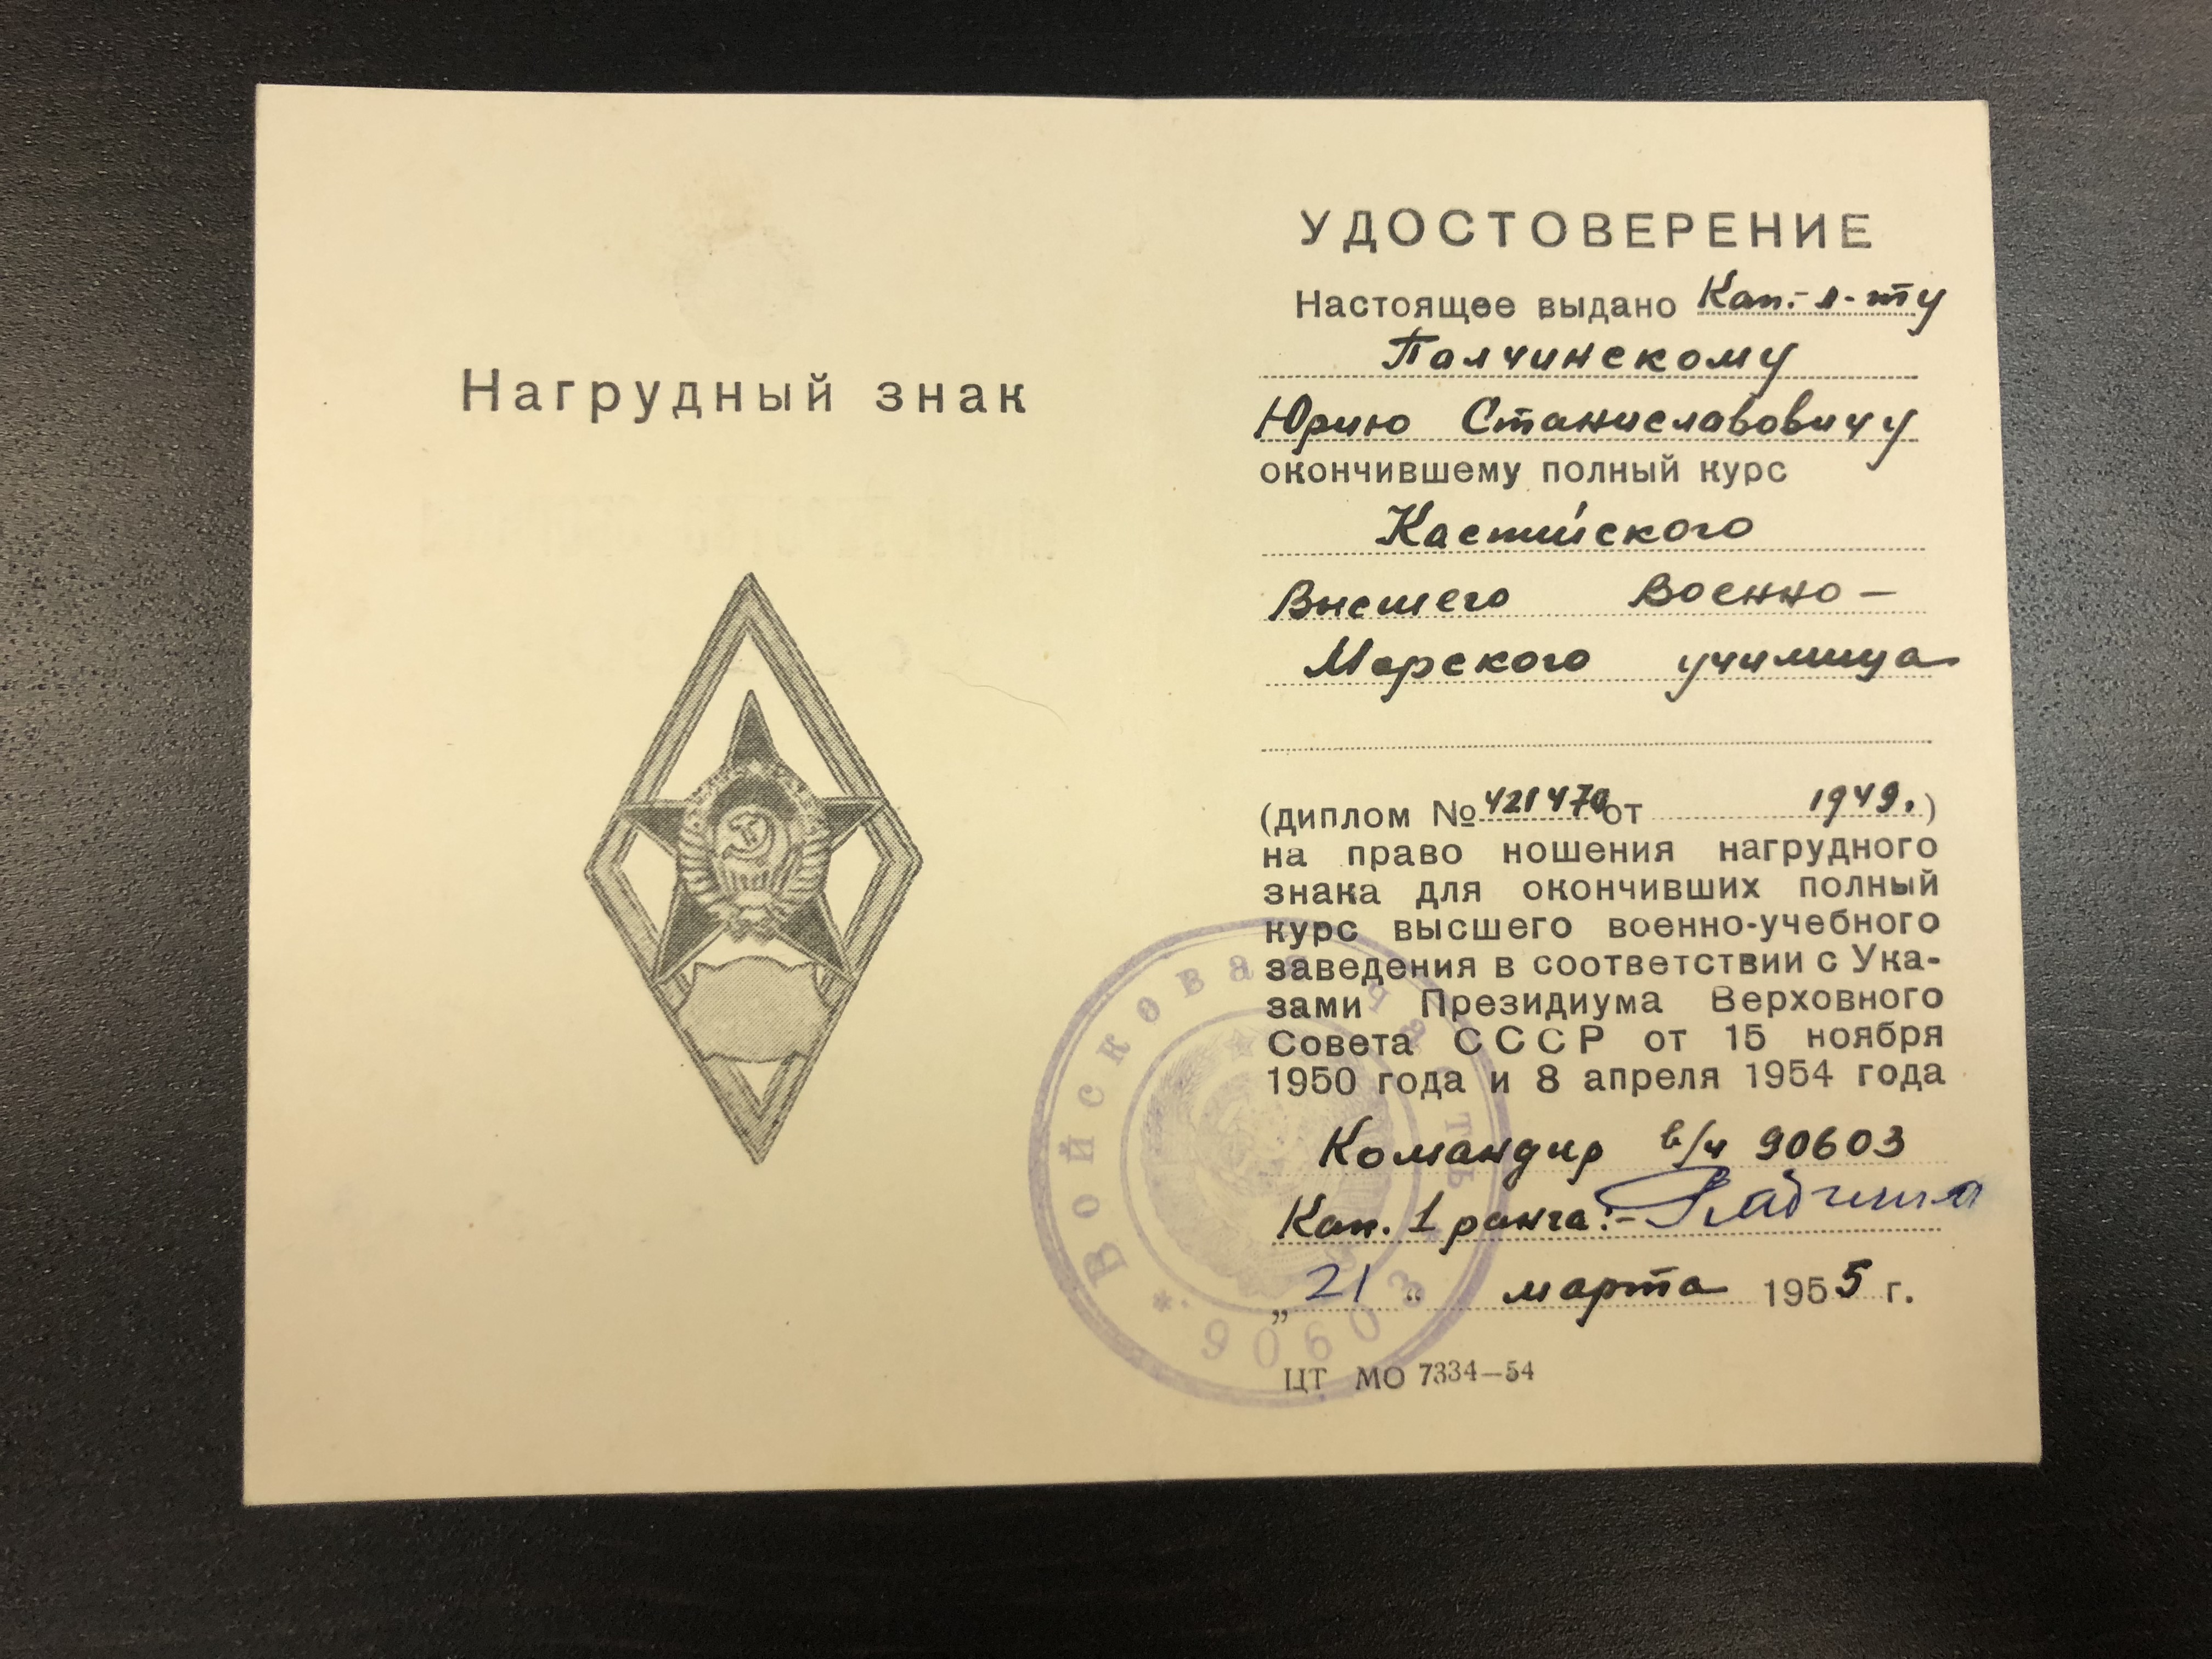 Нагрудный знак
УДОСТОВЕРЕНИЕ
Настоящее выдано Кап.-л-ту
Палчинскому
Юрию Станиславовичу
окончившему полный курс
Каспийского
Высшего Военно-
Морского училища
(диплом № 421470 от 1949.)
на право ношения нагрудного
знака для окончивших полный
курс высшего военно-учебного
заведения в соответствии с Ука-
зами Президиума Верховного
Совета СССР от 15 ноября
1950 года и 8 апреля 1954 года
Командир в/ч 90603
Кап. 1 ранга:-
„21“ марта 1955 г.
ЦТ МО 7334—54
Войсковая часть
* 90603 *